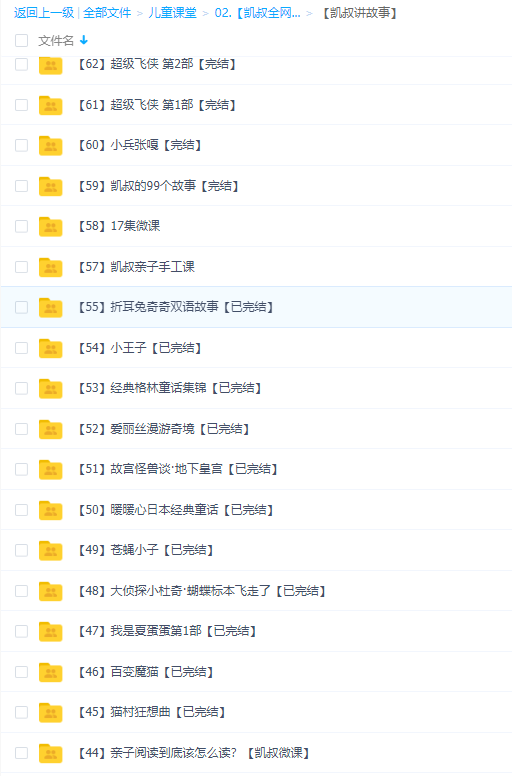 返回上一级 | 全部文件 > 儿童课堂 > 02.【凯叔全网... > 【凯叔讲故事】
文件名
【62】超级飞侠 第2部【完结】
【61】超级飞侠 第1部【完结】
【60】小兵张嘎【完结】
【59】凯叔的99个故事【完结】
【58】17集微课
【57】凯叔亲子手工课
【55】折耳兔奇奇双语故事【已完结】
【54】小王子【已完结】
【53】经典格林童话集锦【已完结】
【52】爱丽丝漫游奇境【已完结】
【51】故宫怪兽谈·地下皇宫【已完结】
【50】暖暖心日本经典童话【已完结】
【49】苍蝇小子【已完结】
【48】大侦探小杜奇·蝴蝶标本飞走了【已完结】
【47】我是夏蛋蛋第1部【已完结】
【46】百变魔猫【已完结】
【45】猫村狂想曲【已完结】
【44】亲子阅读到底该怎么读？【凯叔微课】